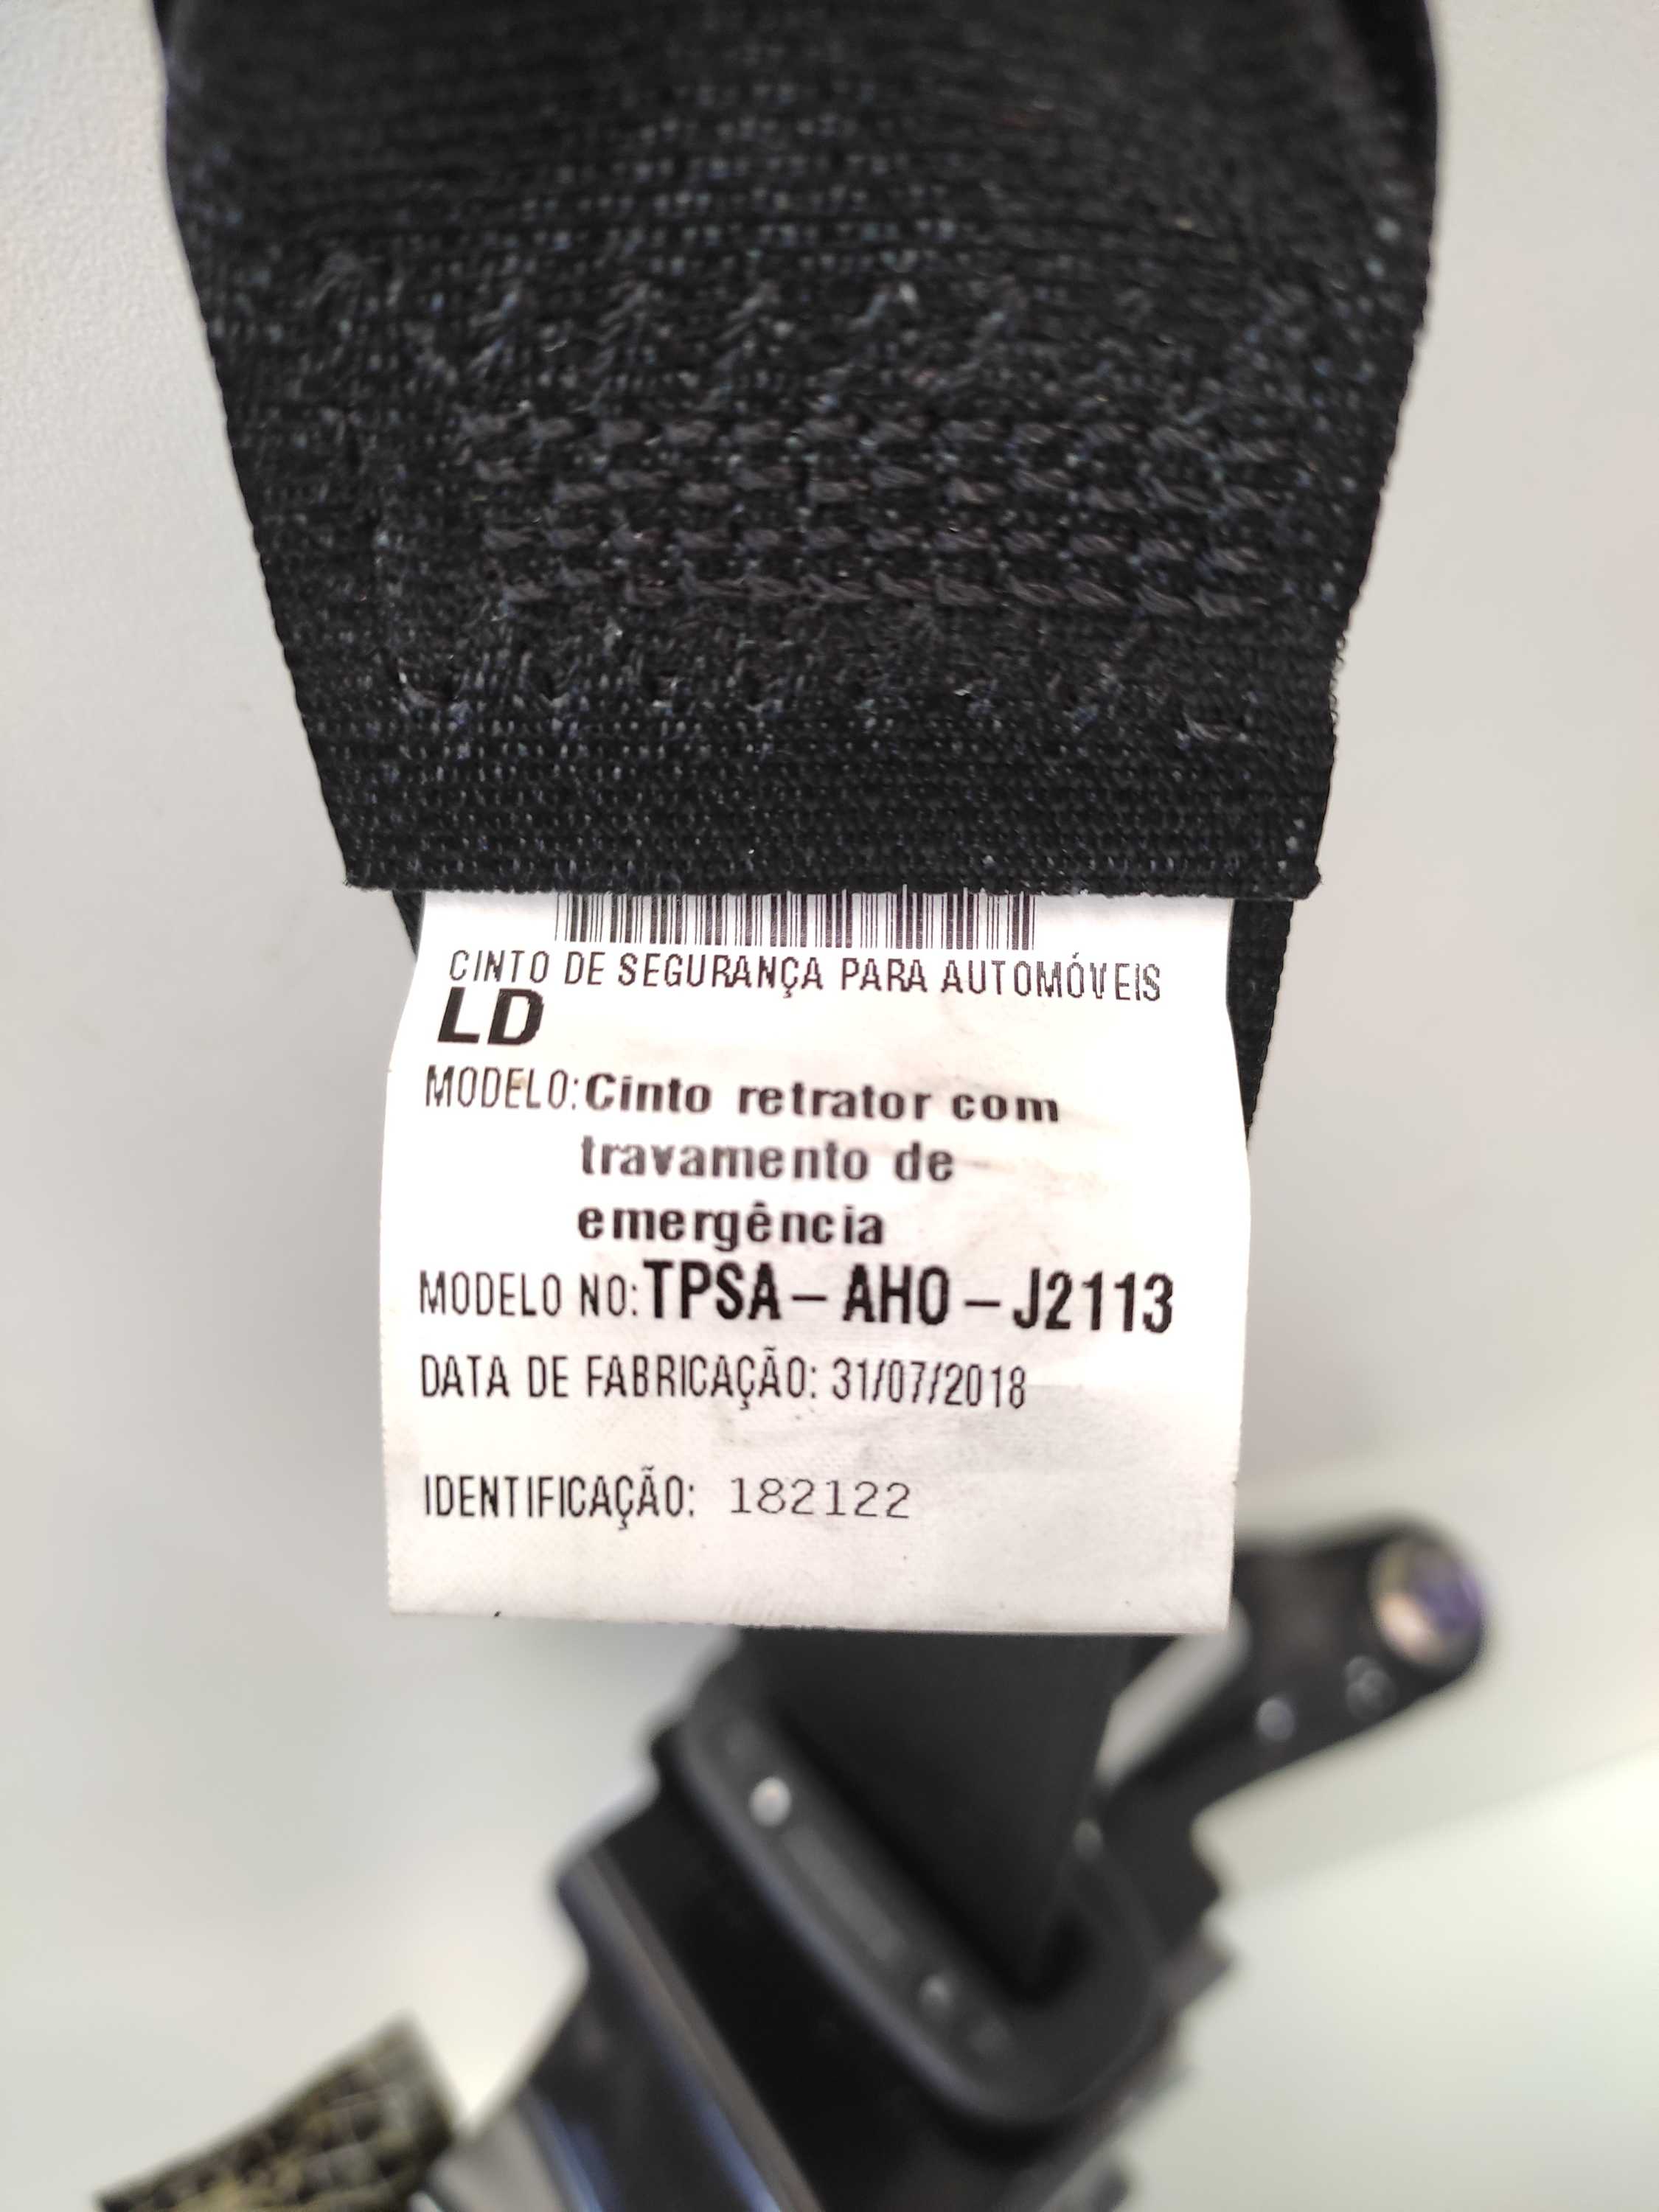 CINTO DE SEGURANÇA PARA AUTOMÓVEIS
LD
MODELO: Cinto retrator com
travamento de
emergência
MODELO NO: TPSA – AHO – J2113
DATA DE FABRICAÇÃO: 31/07/2018
IDENTIFICAÇÃO: 182122